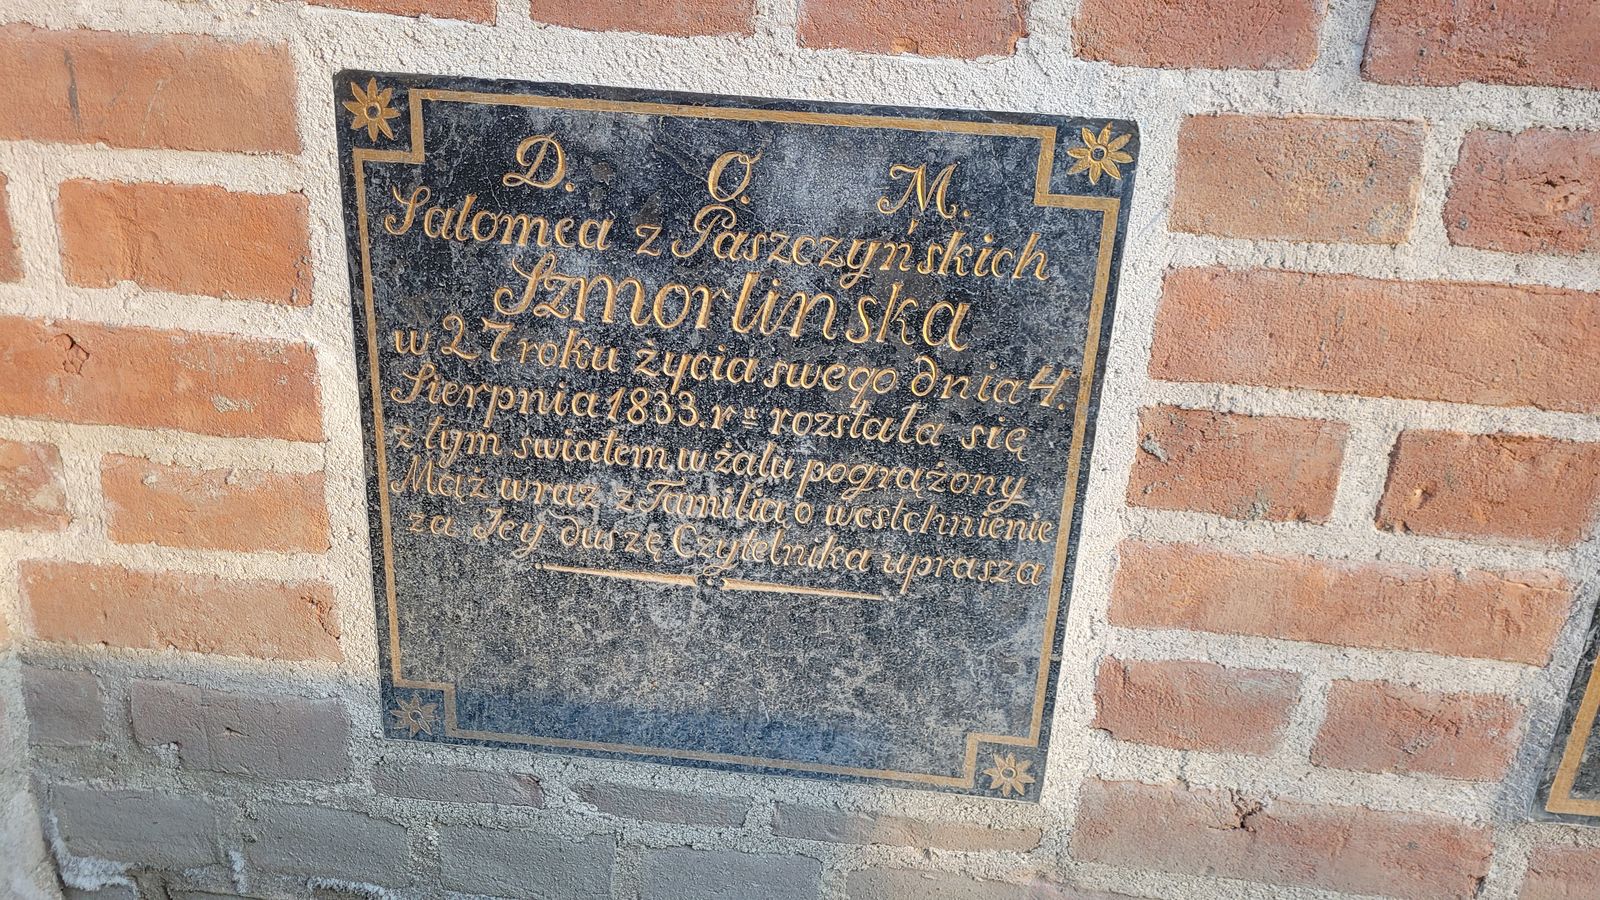 D. O. M.
Salomea z Paszczyńskich
Szmorlinska
w 27 roku życia swego dnia 4.
Sierpnia 1833. r u rozstała się
z tym swiatem, w żalu pogrążony
Mąż wraz z Familią o westchnienie
za Jey duszę Czytelnika uprasza